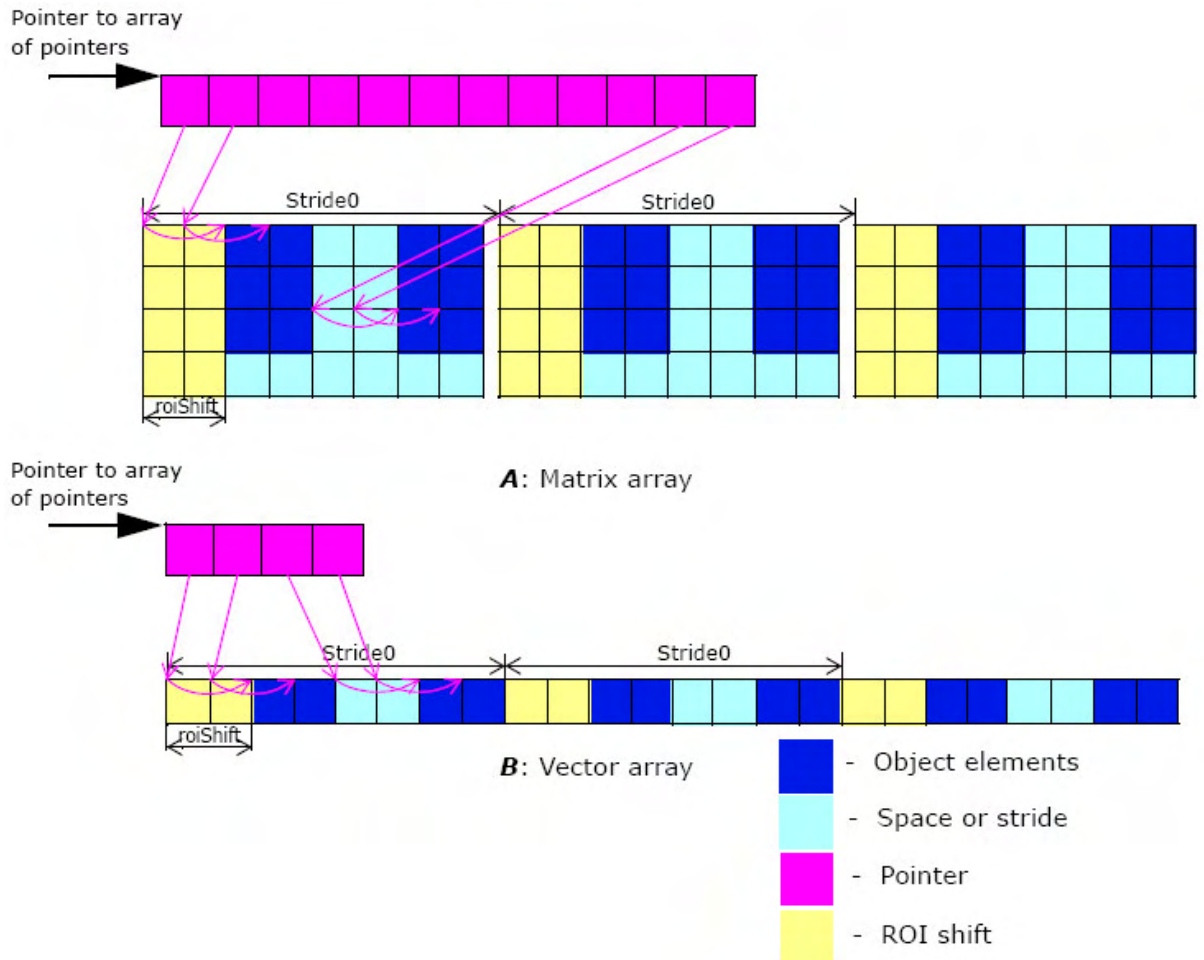 Pointer to array
of pointers
Stride0
Stride0
roiShift
A: Matrix array
Pointer to array
of pointers
Stride0
Stride0
roiShift
B: Vector array
- Object elements
- Space or stride
- Pointer
- ROI shift